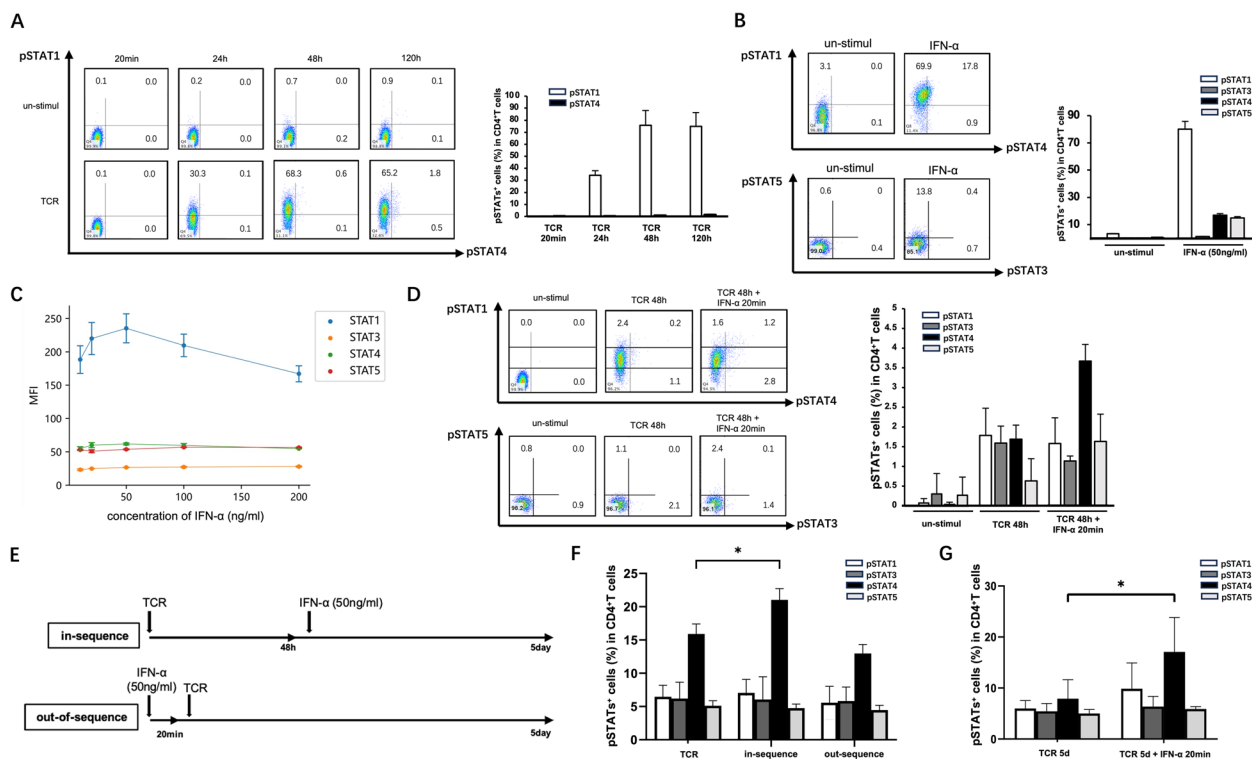 A
pSTAT1
20min
24h
48h
120h
un-stimul
0.1
0.0
0.0
0.2
0.0
0.0
0.7
0.0
0.2
0.9
0.1
0.1
TCR
0.1
0.0
0.0
30.3
0.1
0.1
68.3
0.6
0.1
65.2
1.8
0.5
pSTAT4
pSTATs⁺ cells (%) in CD4⁺T cells
pSTAT1
pSTAT4
100
90
80
70
60
50
40
30
20
10
0
TCR 20min
TCR 24h
TCR 48h
TCR 120h
B
pSTAT1
un-stimul
IFN-α
3.1
0.0
0.1
69.9
17.8
0.9
pSTAT4
pSTAT5
un-stimul
IFN-α
0.6
0
99.0
0.4
13.8
0.4
85.1
0.7
pSTAT3
pSTATs⁺ cells (%) in CD4⁺T cells
pSTAT1
pSTAT3
pSTAT4
pSTAT5
90
70
50
30
10
un-stimul
IFN-α (50ng/ml)
C
MFI
250
200
150
100
50
0
50
100
150
200
concentration of IFN-α (ng/ml)
STAT1
STAT3
STAT4
STAT5
D
pSTAT1
un-stimul
TCR 48h
TCR 48h +
IFN-α 20min
0.0
0.0
0.0
2.4
0.2
1.1
1.6
1.2
2.8
pSTAT4
pSTAT5
un-stimul
TCR 48h
TCR 48h +
IFN-α 20min
0.8
0.0
98.2
0.9
1.1
0.0
96.7
2.1
2.4
0.1
96.1
1.4
pSTAT3
pSTATs⁺ cells (%) in CD4⁺T cells
pSTAT1
pSTAT3
pSTAT4
pSTAT5
5
4.5
4
3.5
3
2.5
2
1.5
1
0.5
0
un-stimul
TCR 48h
TCR 48h +
IFN-α 20min
E
TCR
IFN-α (50ng/ml)
in-sequence
48h
5day
IFN-α
(50ng/ml)
TCR
out-of-sequence
20min
5day
F
pSTATs⁺ cells (%) in CD4⁺T cells
*
pSTAT1
pSTAT3
pSTAT4
pSTAT5
25
20
15
10
5
0
TCR
in-sequence
out-sequence
G
pSTATs⁺ cells (%) in CD4⁺T cells
*
pSTAT1
pSTAT3
pSTAT4
pSTAT5
30
20
10
0
TCR 5d
TCR 5d + IFN-α 20min